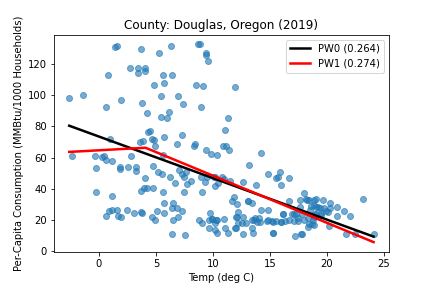 County: Douglas, Oregon (2019)
Per-Capita Consumption (MMBtu/1000 Households)
PW0 (0.264)
PW1 (0.274)
120
100
80
60
40
20
0
0 5 10 15 20 25
Temp (deg C)